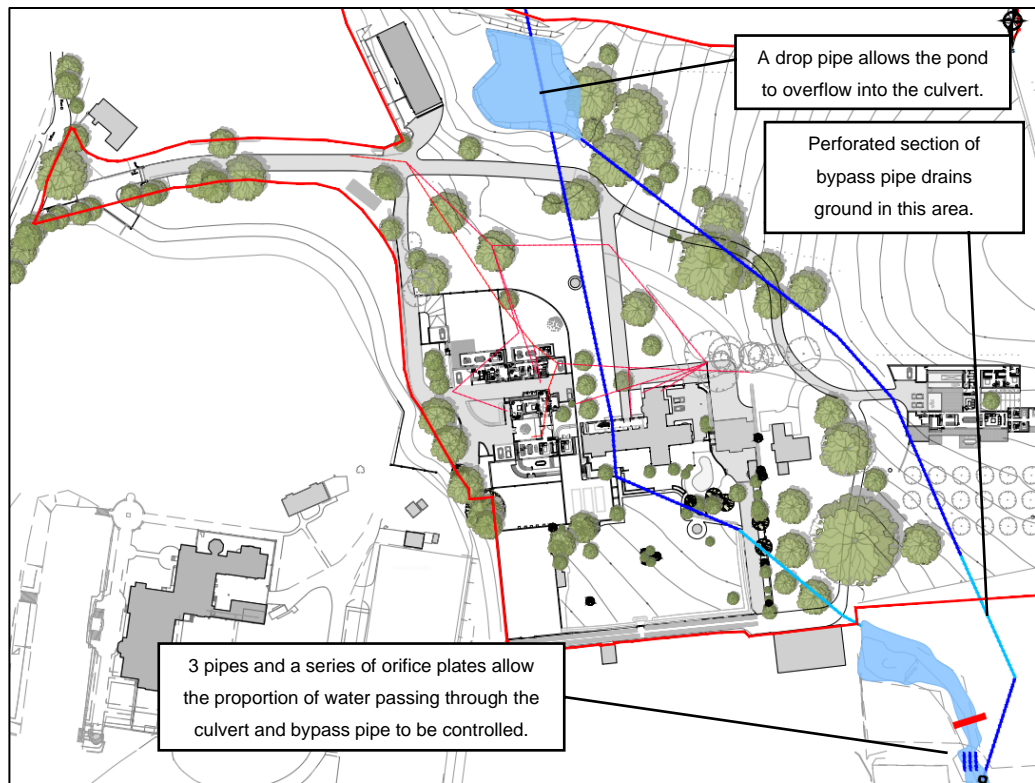 A drop pipe allows the pond
to overflow into the culvert.
Perforated section of
bypass pipe drains
ground in this area.
3 pipes and a series of orifice plates allow
the proportion of water passing through the
culvert and bypass pipe to be controlled.